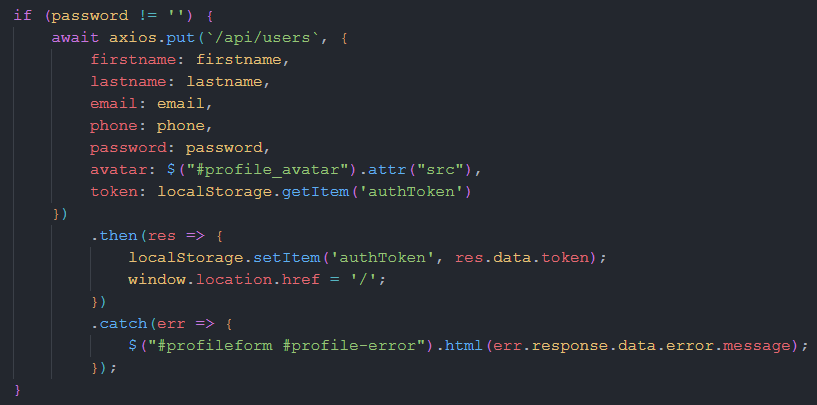 if (password != '') {
    await axios.put(`/api/users`, {
        firstname: firstname,
        lastname: lastname,
        email: email,
        phone: phone,
        password: password,
        avatar: $("#profile_avatar").attr("src"),
        token: localStorage.getItem('authToken')
    })
        .then(res => {
            localStorage.setItem('authToken', res.data.token);
            window.location.href = '/';
        })
        .catch(err => {
            $("#profileform #profile-error").html(err.response.data.error.message);
        });
}